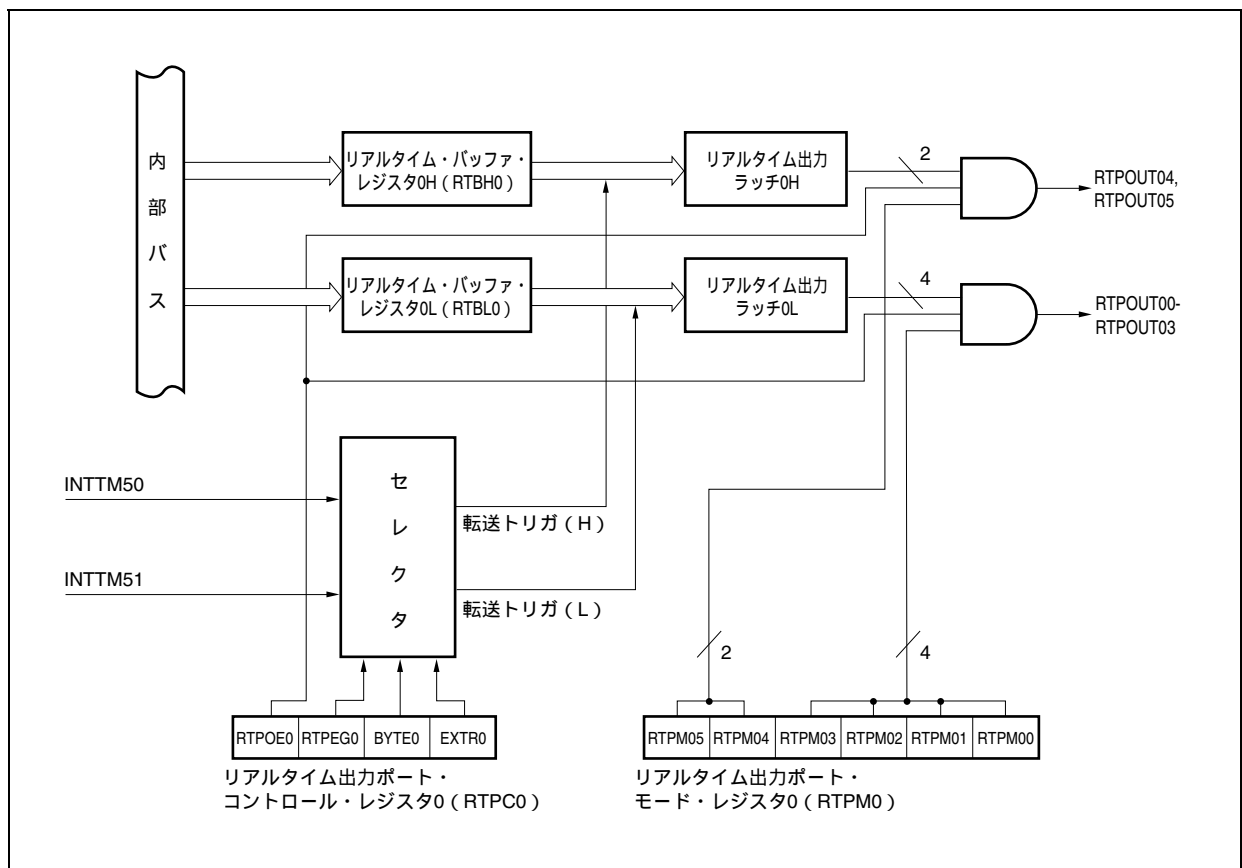 内部バス
リアルタイム・バッファ・
レジスタ0H（RTBH0）
リアルタイム出力
ラッチ0H
2
RTPOUT04,
RTPOUT05
リアルタイム・バッファ・
レジスタ0L（RTBL0）
リアルタイム出力
ラッチ0L
4
RTPOUT00-
RTPOUT03
INTTM50
INTTM51
セレクタ
転送トリガ（H）
転送トリガ（L）
2
4
RTPOE0 RTPEG0 BYTE0 EXTR0
リアルタイム出力ポート・
コントロール・レジスタ0（RTPC0）
RTPM05 RTPM04 RTPM03 RTPM02 RTPM01 RTPM00
リアルタイム出力ポート・
モード・レジスタ0（RTPM0）